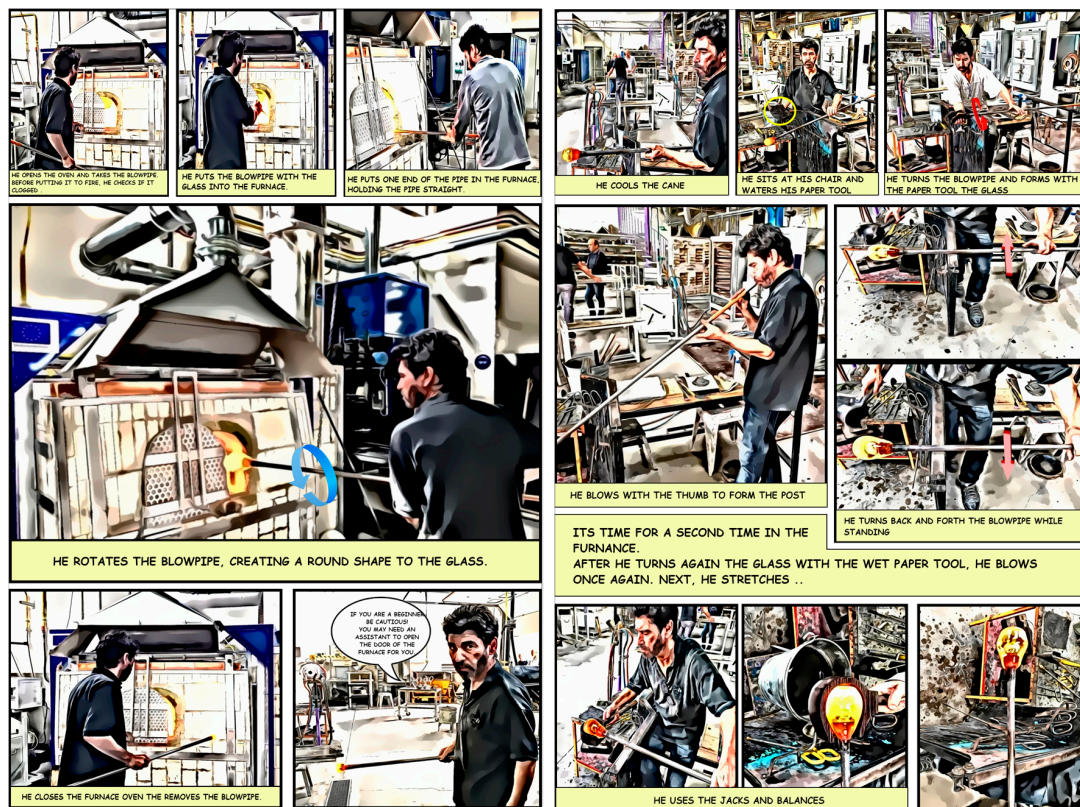 HE OPENS THE OVEN AND TAKES THE BLOWPIPE.
BEFORE PUTTING IT TO FIRE, HE CHECKS IF IT
CLOGGED .
HE PUTS THE BLOWPIPE WITH THE
GLASS INTO THE FURNACE.
HE PUTS ONE END OF THE PIPE IN THE FURNACE,
HOLDING THE PIPE STRAIGHT.
HE ROTATES THE BLOWPIPE, CREATING A ROUND SHAPE TO THE GLASS.
HE CLOSES THE FURNACE OVEN THE REMOVES THE BLOWPIPE.
IF YOU ARE A BEGINNER
BE CAUTIOUS!
YOU MAY NEED AN
ASSISTANT TO OPEN
THE DOOR OF THE
FURNACE FOR YOU
HE COOLS THE CANE
HE SITS AT HIS CHAIR AND
WATERS HIS PAPER TOOL
HE TURNS THE BLOWPIPE AND FORMS WITH
THE PAPER TOOL THE GLASS
HE BLOWS WITH THE THUMB TO FORM THE POST
HE TURNS BACK AND FORTH THE BLOWPIPE WHILE
STANDING
ITS TIME FOR A SECOND TIME IN THE
FURNANCE.
AFTER HE TURNS AGAIN THE GLASS WITH THE WET PAPER TOOL, HE BLOWS
ONCE AGAIN. NEXT, HE STRETCHES ..
HE USES THE JACKS AND BALANCES